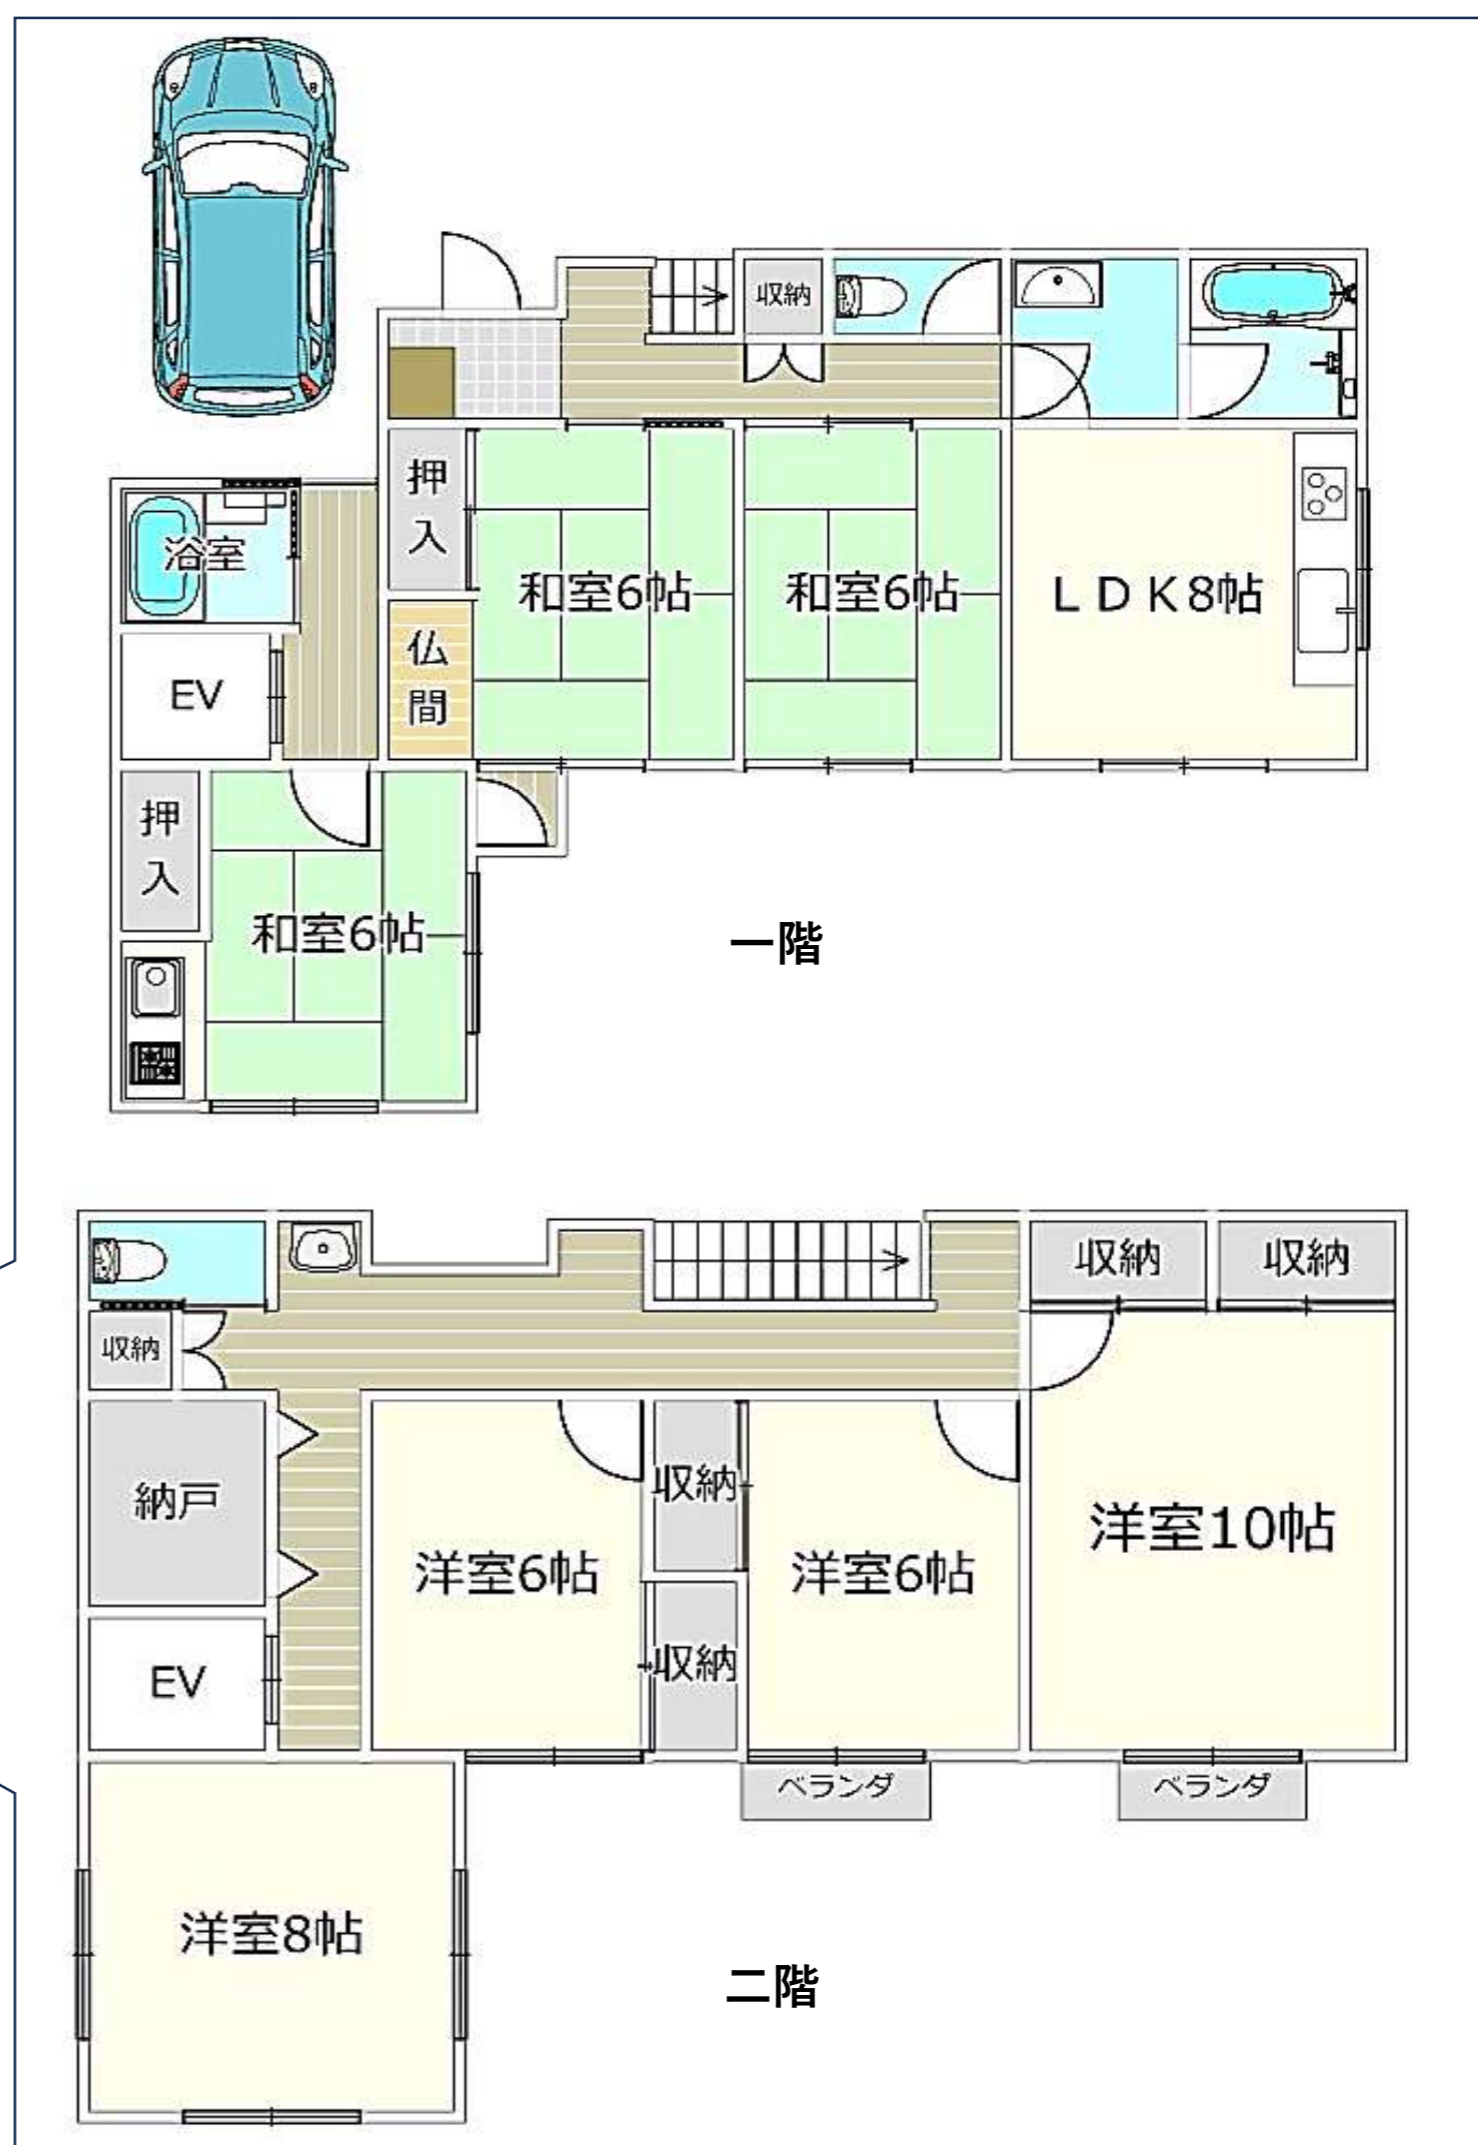 収納
押
入
浴室
和室6帖
和室6帖
ＬＤＫ8帖
仏
間
EV
押
入
和室6帖
一階
収納
収納
収納
納戸
収納
洋室10帖
洋室6帖
洋室6帖
収納
EV
ベランダ
ベランダ
洋室8帖
二階